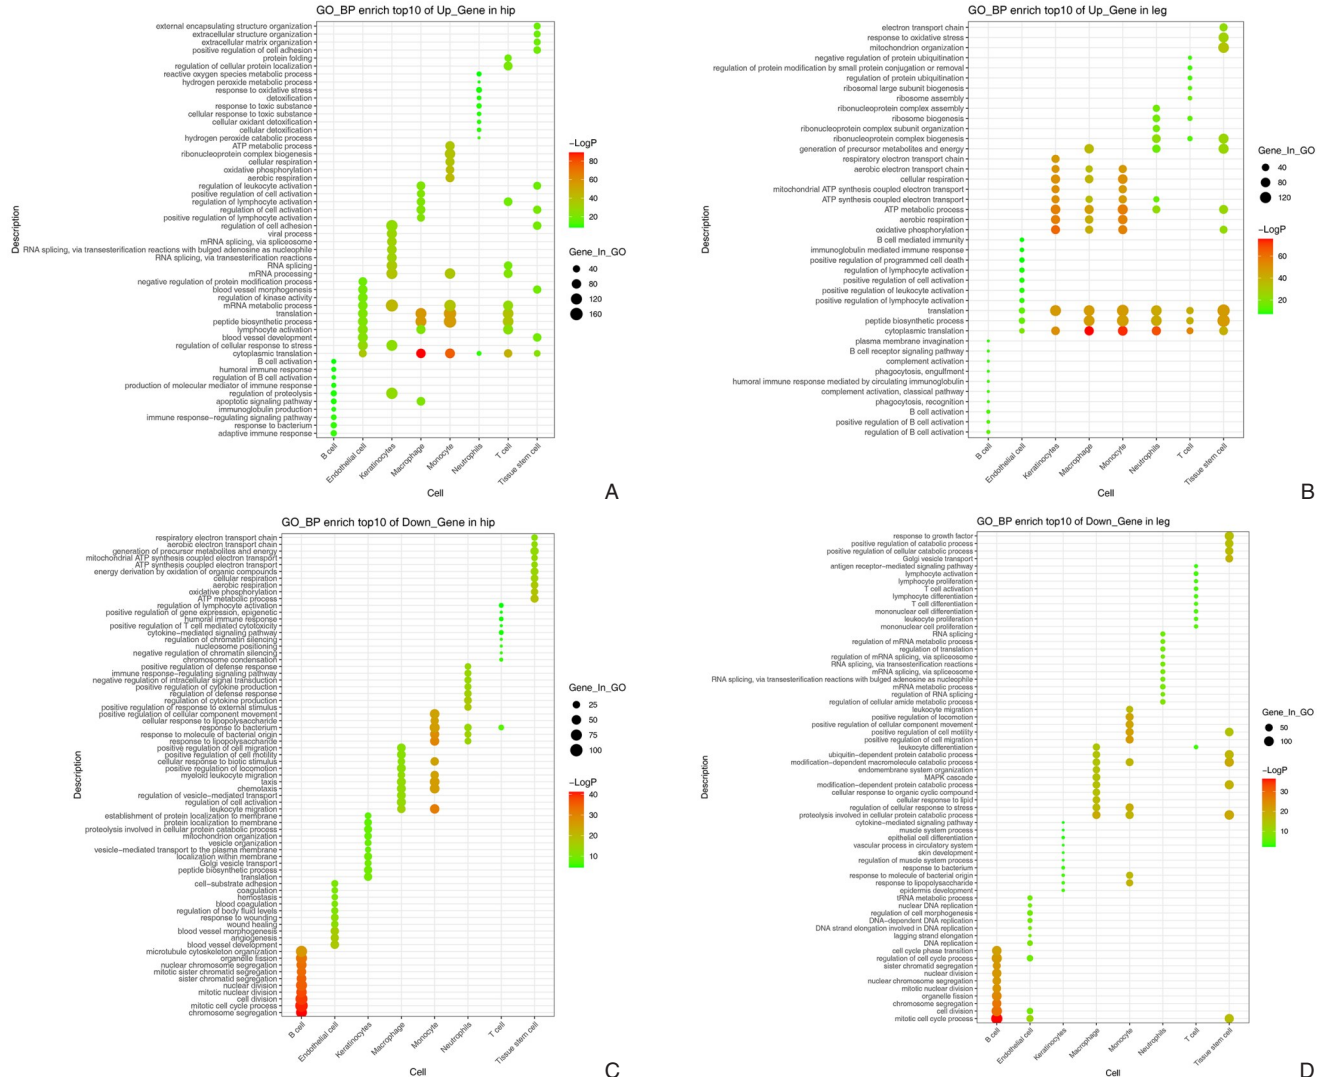 GO_BP enrich top10 of Up_Gene in hip
external encapsulating structure organization
extracellular structure organization
extracellular matrix organization
positive regulation of cell adhesion
protein folding
regulation of cellular protein localization
reactive oxygen species metabolic process
hydrogen peroxide metabolic process
response to oxidative stress
detoxification
response to toxic substance
cellular response to toxic substance
cellular oxidant detoxification
cellular detoxification
hydrogen peroxide catabolic process
ATP metabolic process
ribonucleoprotein complex biogenesis
cellular respiration
oxidative phosphorylation
aerobic respiration
regulation of leukocyte activation
positive regulation of cell activation
regulation of lymphocyte activation
regulation of cell activation
positive regulation of lymphocyte activation
regulation of cell adhesion
viral process
mRNA splicing, via spliceosome
RNA splicing, via transesterification reactions with bulged adenosine as nucleophile
RNA splicing, via transesterification reactions
RNA splicing
mRNA processing
negative regulation of protein modification process
blood vessel morphogenesis
regulation of kinase activity
mRNA metabolic process
translation
peptide biosynthetic process
lymphocyte activation
blood vessel development
regulation of cellular response to stress
cytoplasmic translation
B cell activation
humoral immune response
regulation of B cell activation
production of molecular mediator of immune response
regulation of proteolysis
apoptotic signaling pathway
immunoglobulin production
immune response-regulating signaling pathway
response to bacterium
adaptive immune response
Description
B cell
Endothelial cell
Keratinocytes
Macrophage
Monocyte
Neutrophils
T cell
Tissue stem cell
Cell
-LogP
80
60
40
20
Gene_In_GO
40
80
120
160
A
GO_BP enrich top10 of Up_Gene in leg
electron transport chain
response to oxidative stress
mitochondrion organization
negative regulation of protein ubiquitination
regulation of protein modification by small protein conjugation or removal
regulation of protein ubiquitination
ribosomal large subunit biogenesis
ribosome assembly
ribonucleoprotein complex assembly
ribosome biogenesis
ribonucleoprotein complex subunit organization
ribonucleoprotein complex biogenesis
generation of precursor metabolites and energy
respiratory electron transport chain
aerobic electron transport chain
cellular respiration
mitochondrial ATP synthesis coupled electron transport
ATP synthesis coupled electron transport
ATP metabolic process
aerobic respiration
oxidative phosphorylation
B cell mediated immunity
immunoglobulin mediated immune response
positive regulation of programmed cell death
regulation of lymphocyte activation
positive regulation of cell activation
positive regulation of leukocyte activation
positive regulation of lymphocyte activation
translation
peptide biosynthetic process
cytoplasmic translation
plasma membrane invagination
B cell receptor signaling pathway
complement activation
phagocytosis, engulfment
humoral immune response mediated by circulating immunoglobulin
complement activation, classical pathway
phagocytosis, recognition
B cell activation
positive regulation of B cell activation
regulation of B cell activation
Description
B cell
Endothelial cell
Keratinocytes
Macrophage
Monocyte
Neutrophils
T cell
Tissue stem cell
Cell
Gene_In_GO
40
80
120
-LogP
60
40
20
B
GO_BP enrich top10 of Down_Gene in hip
respiratory electron transport chain
aerobic electron transport chain
generation of precursor metabolites and energy
mitochondrial ATP synthesis coupled electron transport
ATP synthesis coupled electron transport
energy derivation by oxidation of organic compounds
cellular respiration
aerobic respiration
oxidative phosphorylation
ATP metabolic process
regulation of lymphocyte activation
positive regulation of gene expression, epigenetic
humoral immune response
positive regulation of T cell mediated cytotoxicity
cytokine-mediated signaling pathway
regulation of chromatin silencing
nucleosome positioning
negative regulation of chromatin silencing
chromosome condensation
positive regulation of defense response
immune response-regulating signaling pathway
negative regulation of intracellular signal transduction
positive regulation of cytokine production
regulation of defense response
regulation of cytokine production
positive regulation of response to external stimulus
positive regulation of cellular component movement
cellular response to lipopolysaccharide
response to bacterium
response to molecule of bacterial origin
response to lipopolysaccharide
positive regulation of cell migration
positive regulation of cell motility
cellular response to biotic stimulus
positive regulation of locomotion
myeloid leukocyte migration
taxis
chemotaxis
regulation of vesicle-mediated transport
regulation of cell activation
leukocyte migration
establishment of protein localization to membrane
protein localization to membrane
proteolysis involved in cellular protein catabolic process
mitochondrion organization
vesicle organization
vesicle-mediated transport to the plasma membrane
localization within membrane
Golgi vesicle transport
peptide biosynthetic process
translation
cell-substrate adhesion
coagulation
hemostasis
blood coagulation
regulation of body fluid levels
response to wounding
wound healing
blood vessel morphogenesis
angiogenesis
blood vessel development
microtubule cytoskeleton organization
organelle fission
nuclear chromosome segregation
mitotic sister chromatid segregation
sister chromatid segregation
nuclear division
mitotic nuclear division
cell division
mitotic cell cycle process
chromosome segregation
Description
B cell
Endothelial cell
Keratinocytes
Macrophage
Monocyte
Neutrophils
T cell
Tissue stem cell
Cell
Gene_In_GO
25
50
75
100
-LogP
40
30
20
10
C
GO_BP enrich top10 of Down_Gene in leg
response to growth factor
positive regulation of catabolic process
positive regulation of cellular catabolic process
Golgi vesicle transport
antigen receptor-mediated signaling pathway
lymphocyte activation
lymphocyte proliferation
T cell activation
lymphocyte differentiation
T cell differentiation
mononuclear cell differentiation
leukocyte proliferation
mononuclear cell proliferation
RNA splicing
regulation of mRNA metabolic process
regulation of translation
regulation of mRNA splicing, via spliceosome
RNA splicing, via transesterification reactions
mRNA splicing, via spliceosome
RNA splicing, via transesterification reactions with bulged adenosine as nucleophile
mRNA metabolic process
regulation of RNA splicing
regulation of cellular amide metabolic process
leukocyte migration
positive regulation of locomotion
positive regulation of cellular component movement
positive regulation of cell motility
positive regulation of cell migration
leukocyte differentiation
ubiquitin-dependent protein catabolic process
modification-dependent macromolecule catabolic process
endomembrane system organization
MAPK cascade
modification-dependent protein catabolic process
cellular response to organic cyclic compound
cellular response to lipid
regulation of cellular response to stress
proteolysis involved in cellular protein catabolic process
cytokine-mediated signaling pathway
muscle system process
epithelial cell differentiation
vascular process in circulatory system
skin development
regulation of muscle system process
response to bacterium
response to molecule of bacterial origin
response to lipopolysaccharide
epidermis development
tRNA metabolic process
nuclear DNA replication
regulation of cell morphogenesis
DNA-dependent DNA replication
DNA strand elongation involved in DNA replication
lagging strand elongation
DNA replication
cell cycle phase transition
regulation of cell cycle process
sister chromatid segregation
nuclear division
nuclear chromosome segregation
mitotic nuclear division
organelle fission
chromosome segregation
cell division
mitotic cell cycle process
Description
B cell
Endothelial cell
Keratinocytes
Macrophage
Monocyte
Neutrophils
T cell
Tissue stem cell
Cell
Gene_In_GO
50
100
-LogP
30
20
10
D